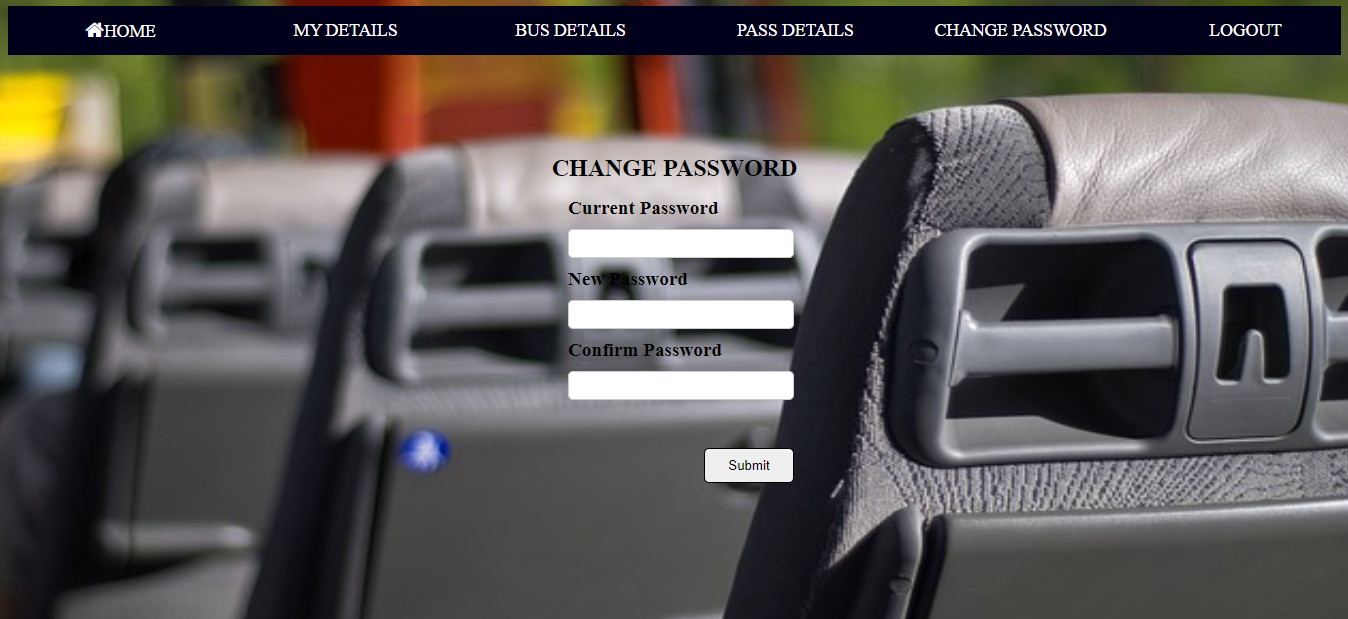 HOME MY DETAILS BUS DETAILS PASS DETAILS CHANGE PASSWORD LOGOUT
CHANGE PASSWORD
Current Password
New Password
Confirm Password
Submit